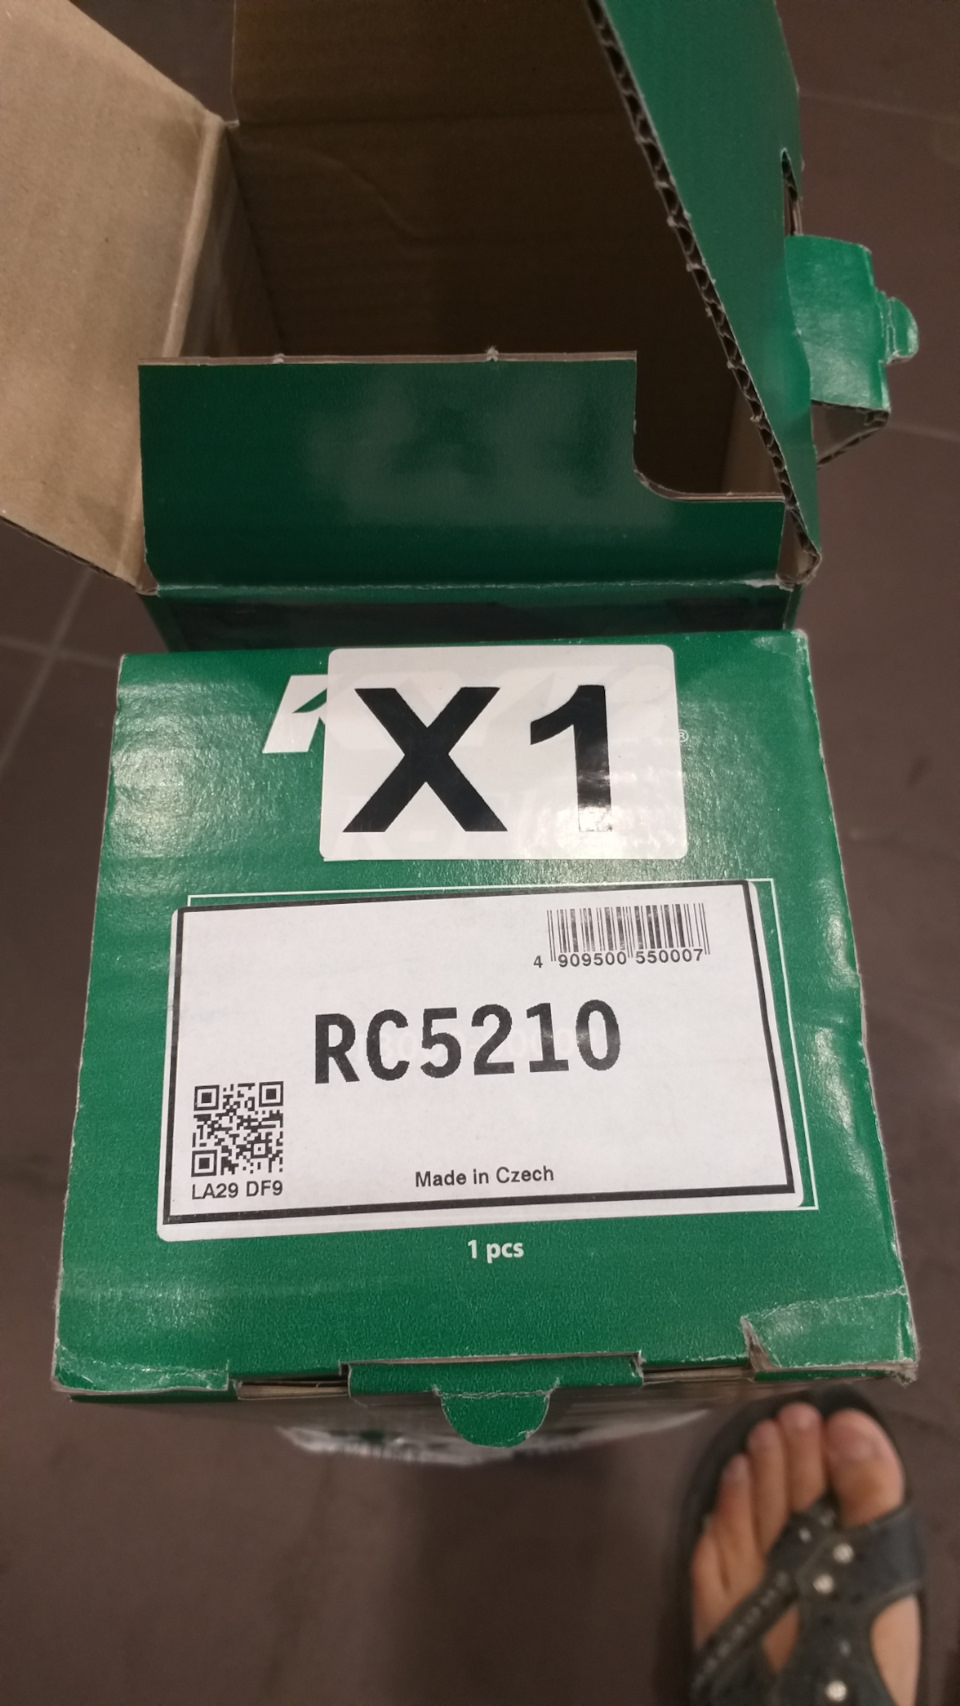 X1
4 909500 550007
RC5210
LA29 DF9
Made in Czech
1 pcs